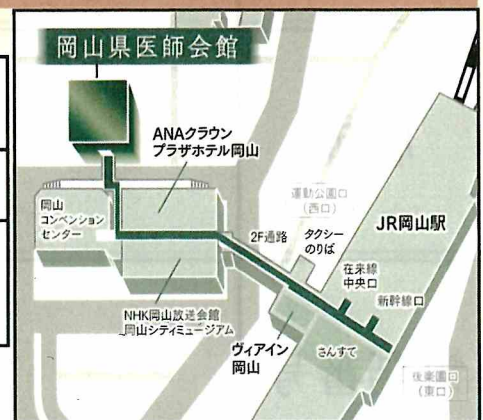 岡山県医師会館
ANAクラウン
プラザホテル岡山
岡山
コンベンション
センター
運動公園口
(西口)
JR岡山駅
2F通路
タクシー
のりば
在来線
中央口
新幹線口
NHK岡山放送会館
岡山シティミュージアム
ヴィアイン
岡山
さんすて
後楽園口
(東口)